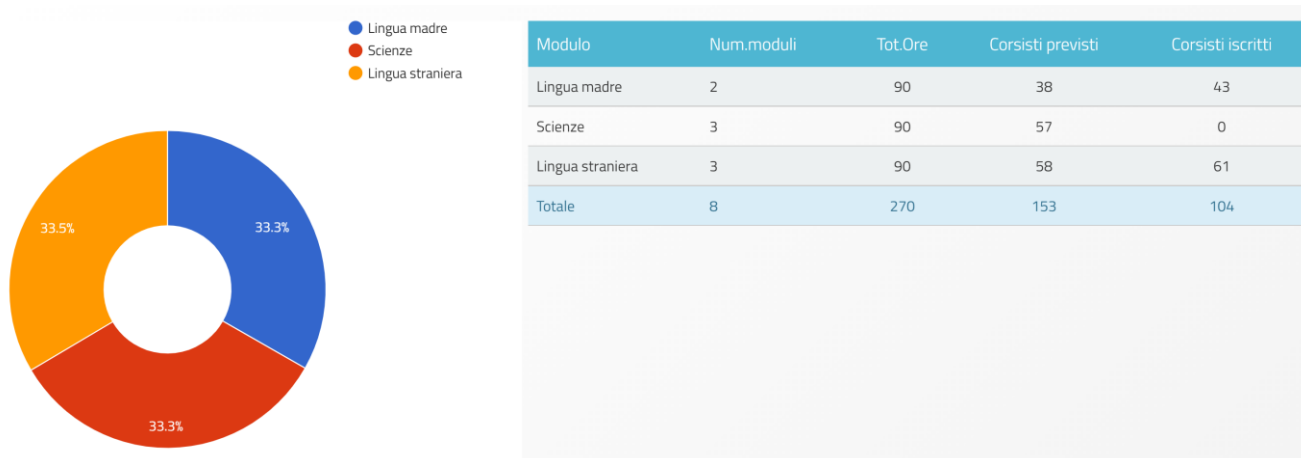 Lingua madre
Scienze
Lingua straniera
33.5%
33.3%
33.3%
Modulo Num.moduli Tot.Ore Corsisti previsti Corsisti iscritti
Lingua madre 2 90 38 43
Scienze 3 90 57 0
Lingua straniera 3 90 58 61
Totale 8 270 153 104